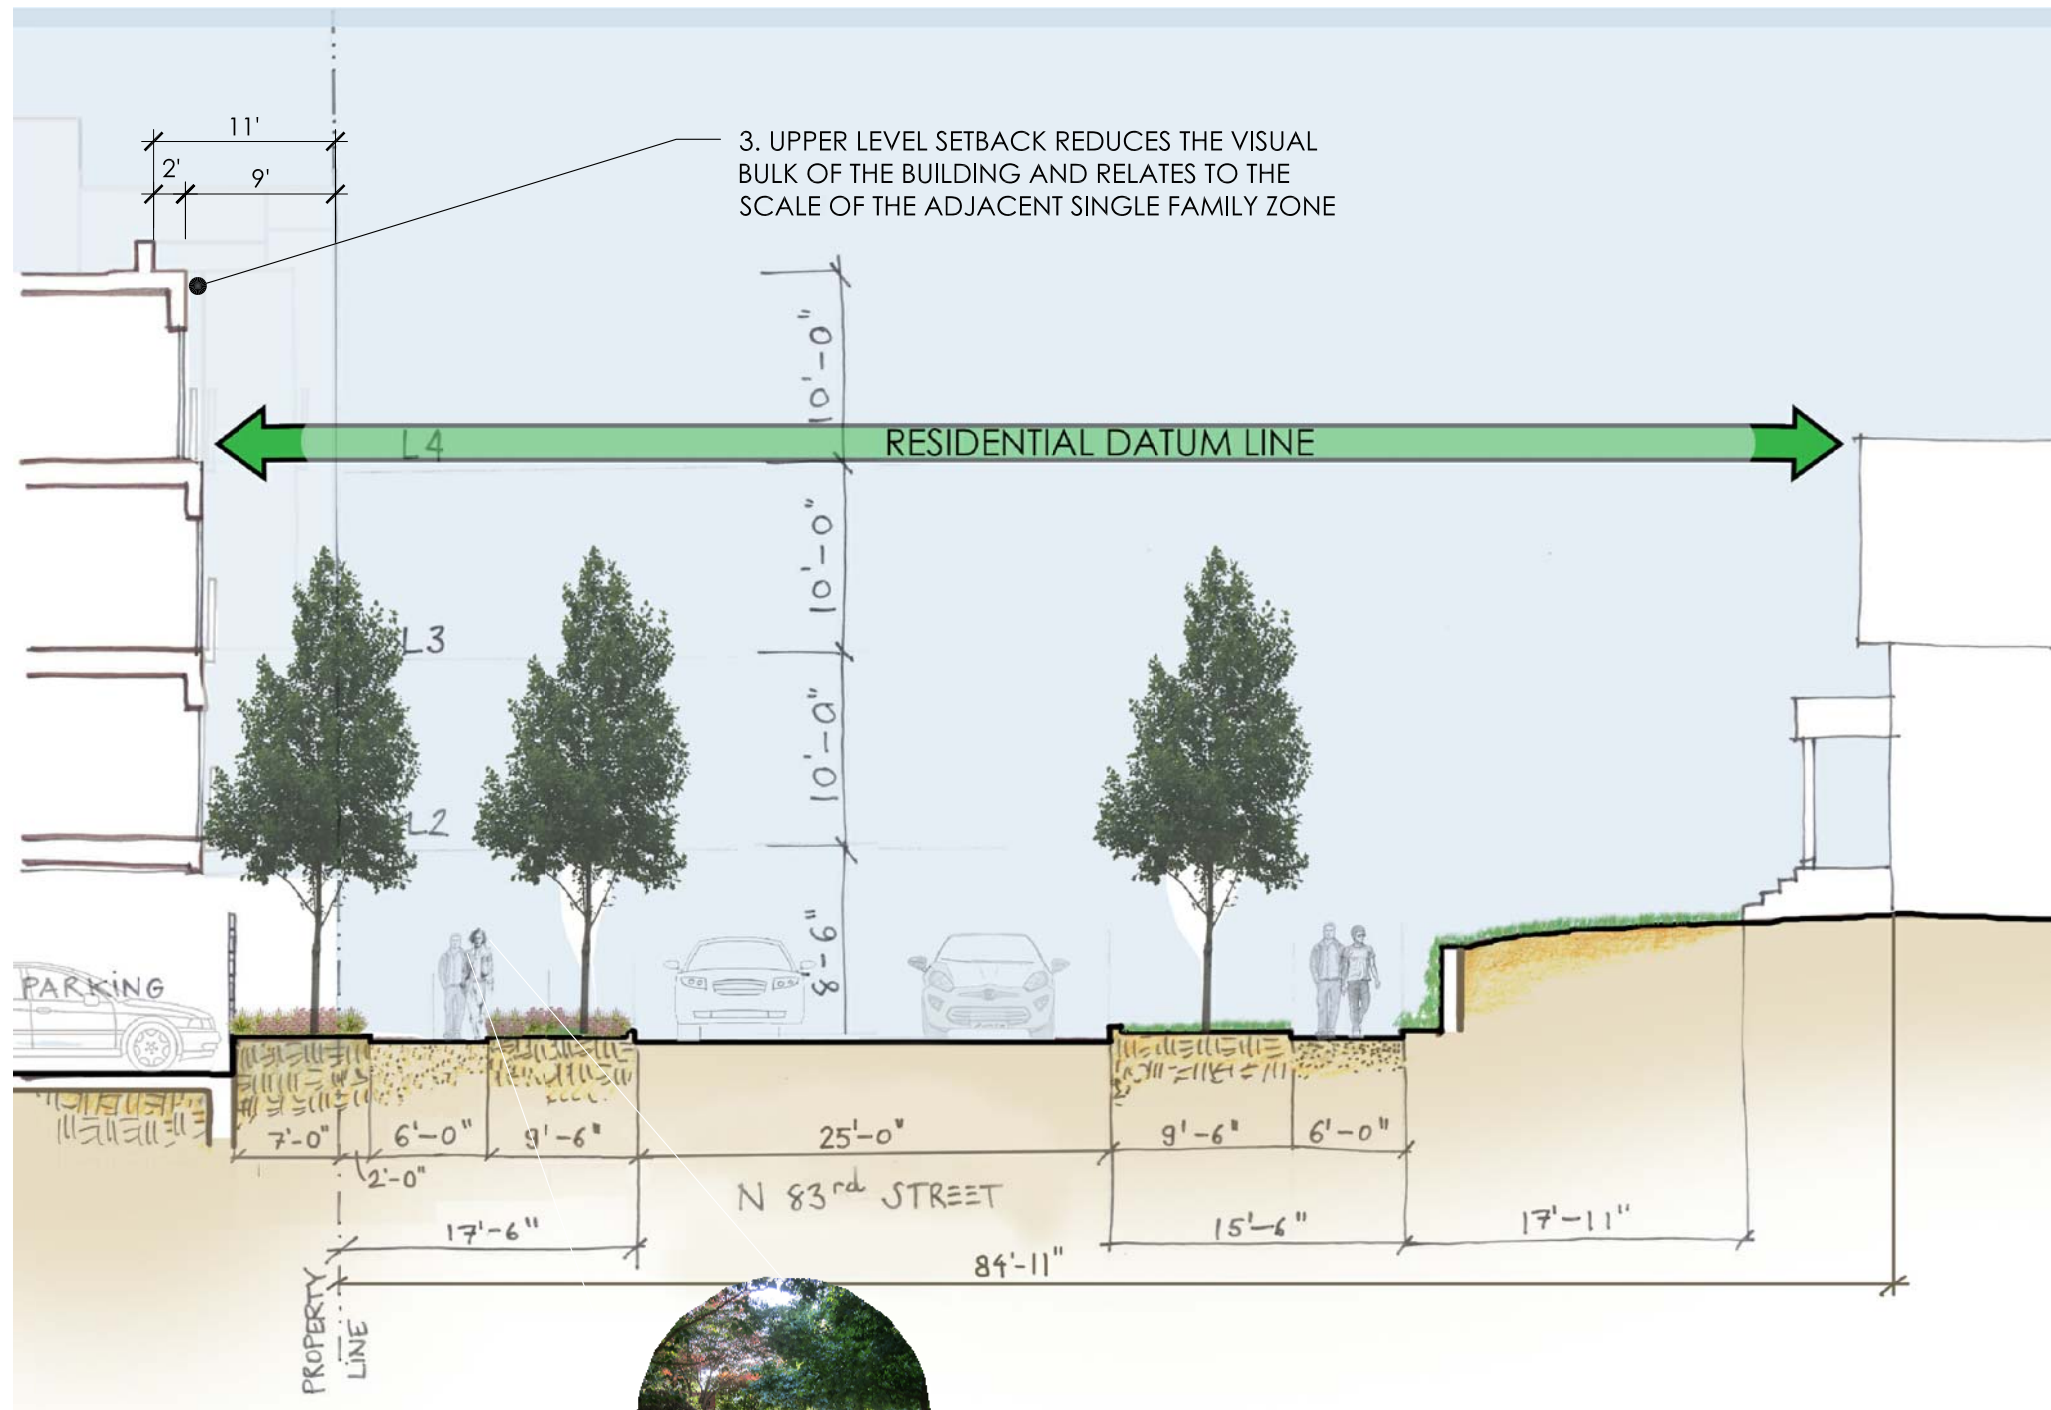 11'
2'
9'
3. UPPER LEVEL SETBACK REDUCES THE VISUAL
BULK OF THE BUILDING AND RELATES TO THE
SCALE OF THE ADJACENT SINGLE FAMILY ZONE
10'-0"
L4
RESIDENTIAL DATUM LINE
10'-0"
L3
10'-0"
L2
8'-6"
PARKING
7'-0"
6'-0"
9'-6"
25'-0"
9'-6"
6'-0"
2'-0"
N 83rd STREET
17'-6"
15'-6"
17'-11"
84'-11"
PROPERTY
LINE